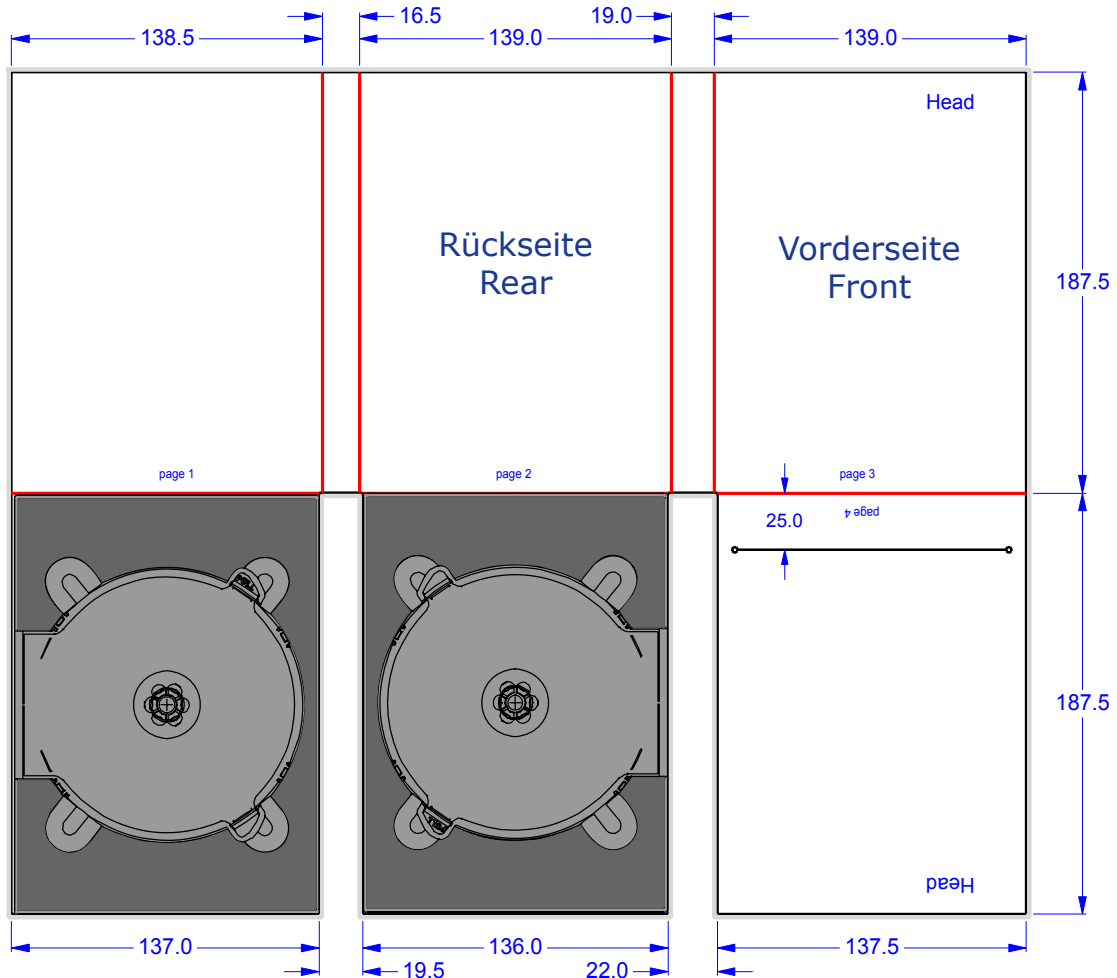 16.5
19.0
138.5
139.0
139.0
Head
Rückseite
Rear
Vorderseite
Front
187.5
page 1
page 2
page 3
25.0
page 4
187.5
Head
137.0
136.0
137.5
19.5
22.0